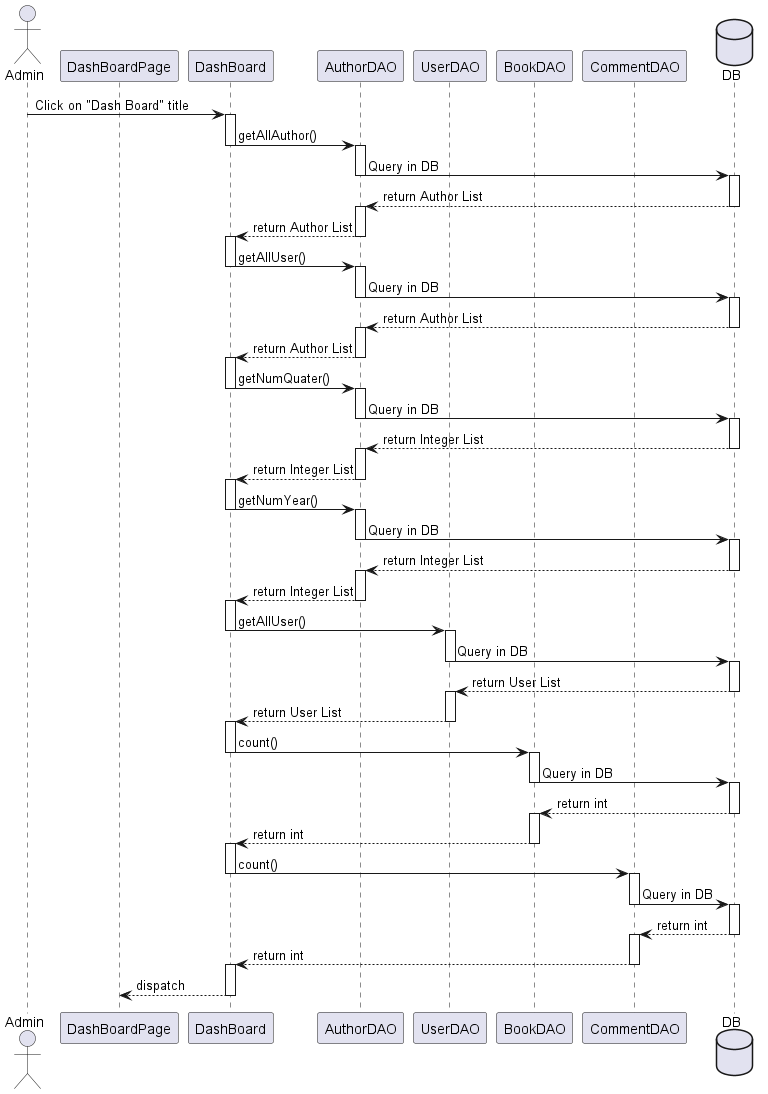 Admin
DashBoardPage
DashBoard
AuthorDAO
UserDAO
BookDAO
CommentDAO
DB
Click on "Dash Board" title
getAllAuthor()
Query in DB
return Author List
return Author List
getAllUser()
Query in DB
return Author List
return Author List
getNumQuater()
Query in DB
return Integer List
return Integer List
getNumYear()
Query in DB
return Integer List
return Integer List
getAllUser()
Query in DB
return User List
return User List
count()
Query in DB
return int
return int
count()
Query in DB
return int
return int
dispatch
Admin
DashBoardPage
DashBoard
AuthorDAO
UserDAO
BookDAO
CommentDAO
DB